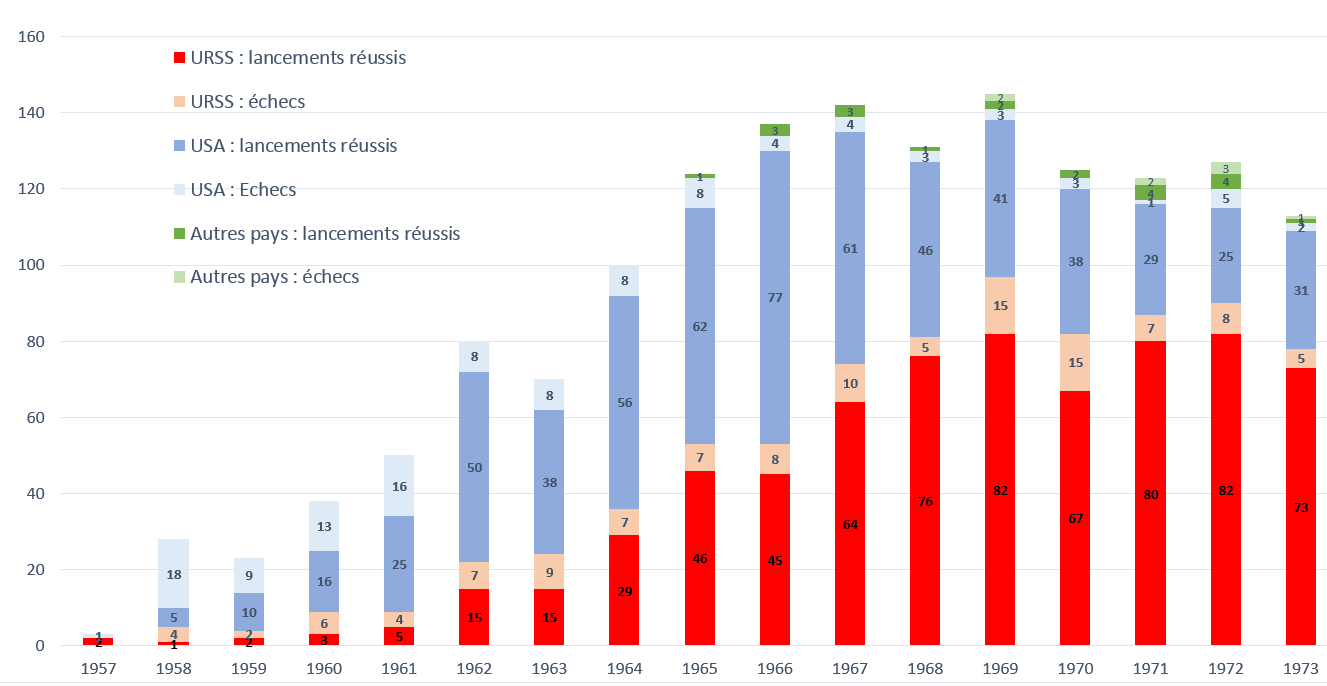 160
140
120
100
80
60
40
20
0
URSS : lancements réussis
URSS : échecs
USA : lancements réussis
USA : Echecs
Autres pays : lancements réussis
Autres pays : échecs
1 2
18 5 4 1
9 10 2 2
13 16 6 3
16 25 4 5
8 50 7 15
8 38 9 15
8 56 7 29
1 8 62 7 46
3 4 77 8 45
3 4 61 10 64
1 3 46 5 76
2 2 3 41 15 82
2 3 38 15 67
2 4 1 29 7 80
3 4 5 25 8 82
1 2 31 5 73
1957 1958 1959 1960 1961 1962 1963 1964 1965 1966 1967 1968 1969 1970 1971 1972 1973